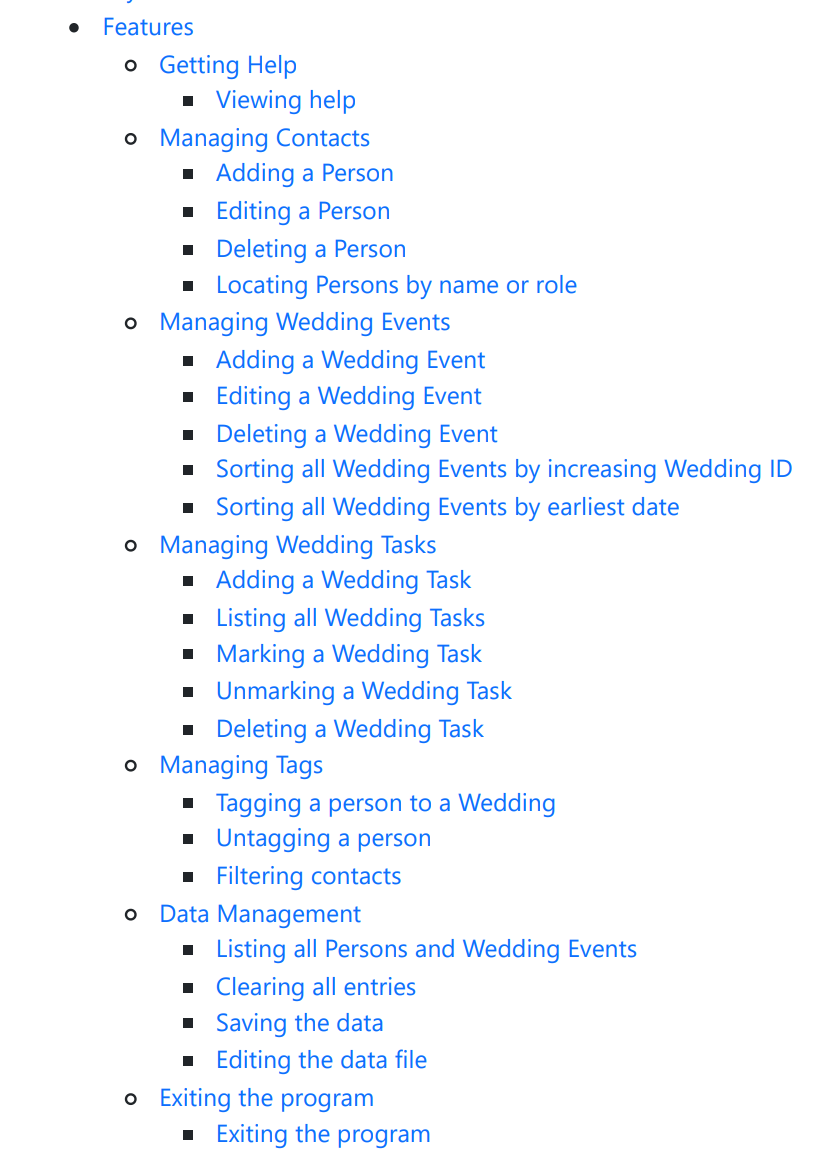 Features
Getting Help
Viewing help
Managing Contacts
Adding a Person
Editing a Person
Deleting a Person
Locating Persons by name or role
Managing Wedding Events
Adding a Wedding Event
Editing a Wedding Event
Deleting a Wedding Event
Sorting all Wedding Events by increasing Wedding ID
Sorting all Wedding Events by earliest date
Managing Wedding Tasks
Adding a Wedding Task
Listing all Wedding Tasks
Marking a Wedding Task
Unmarking a Wedding Task
Deleting a Wedding Task
Managing Tags
Tagging a person to a Wedding
Untagging a person
Filtering contacts
Data Management
Listing all Persons and Wedding Events
Clearing all entries
Saving the data
Editing the data file
Exiting the program
Exiting the program